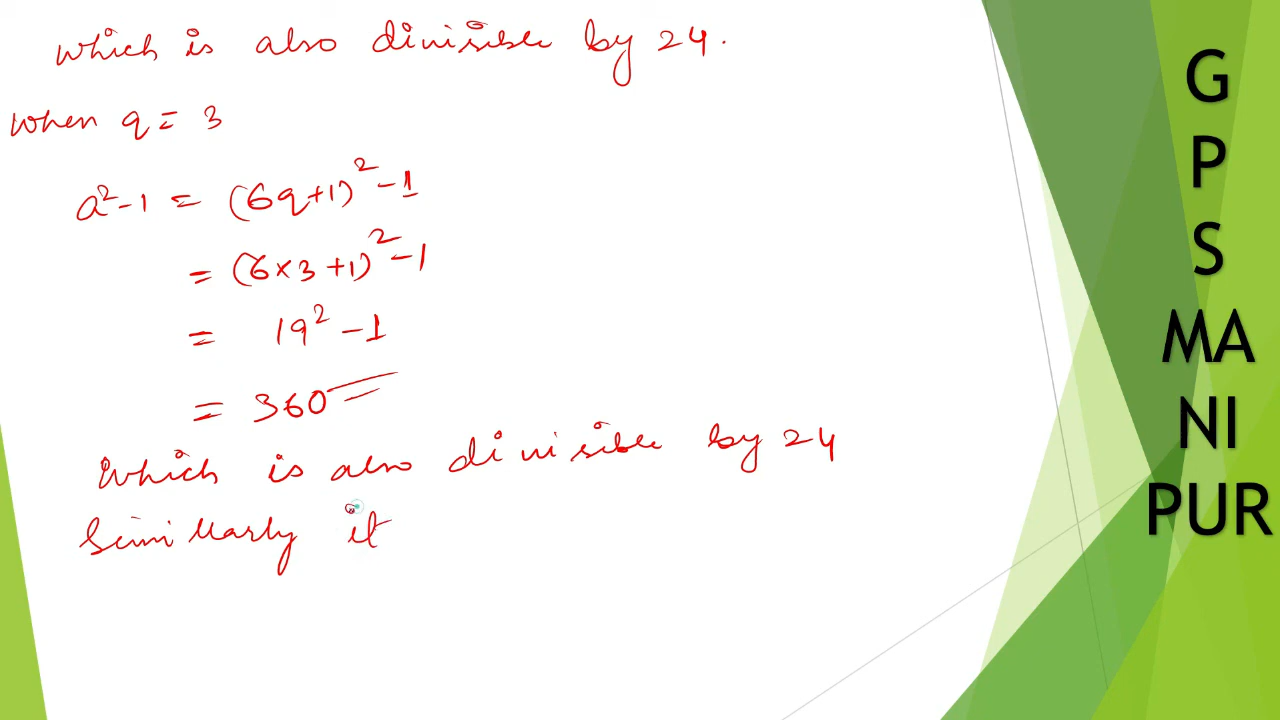 which is also divisible by 24.
When q = 3
a²-1 = (6q+1)² -1
= (6×3+1)² -1
= 19² -1
= 360
Which is also divisible by 24
Similarly it
G
P
S
MA
NI
PUR